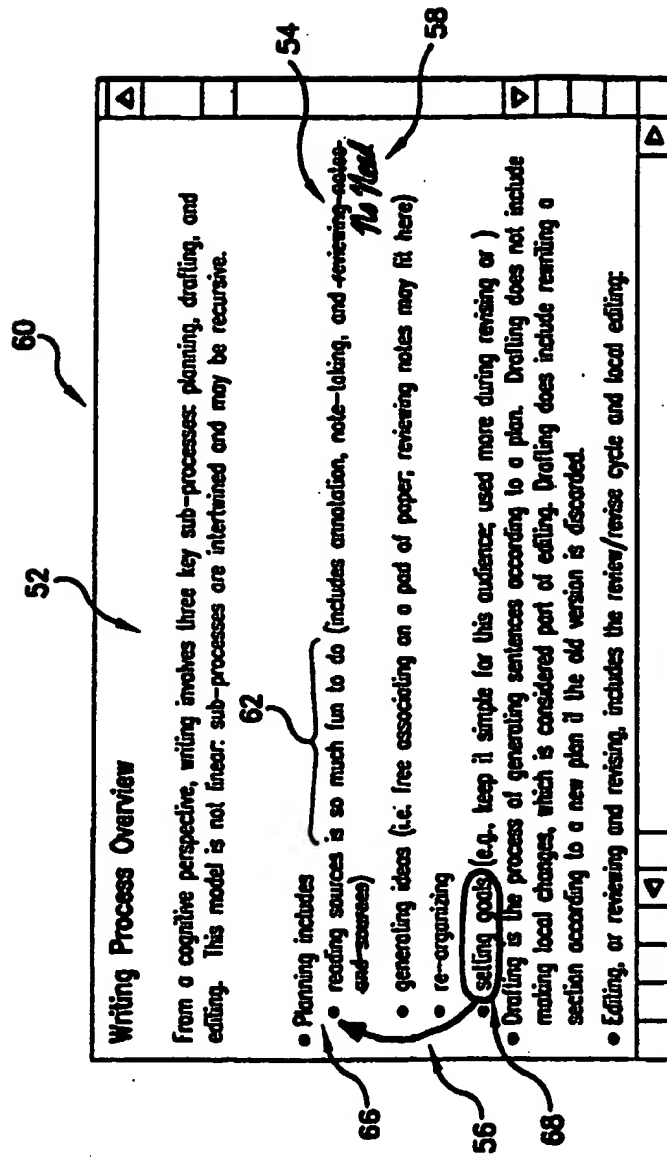 60
52
Writing Process Overview
From a cognitive perspective, writing involves three key sub-processes: planning, drafting, and
editing. This model is not linear: sub-processes are intertwined and may be recursive.
62
54
66
● Planning includes
● reading sources is so much fun to do (includes annotation, note-taking, and reviewing notes
and sources)
No Need
58
● generating ideas (i.e. free associating on a pad of paper; reviewing notes may fit here)
56
● re-organizing
68
● setting goals (e.g., keep it simple for this audience; used more during revising or )
● Drafting is the process of generating sentences according to a plan. Drafting does not include
making local changes, which is considered part of editing. Drafting does include rewriting a
section according to a new plan if the old version is discarded.
● Editing, or reviewing and revising, includes the review/revise cycle and local editing: